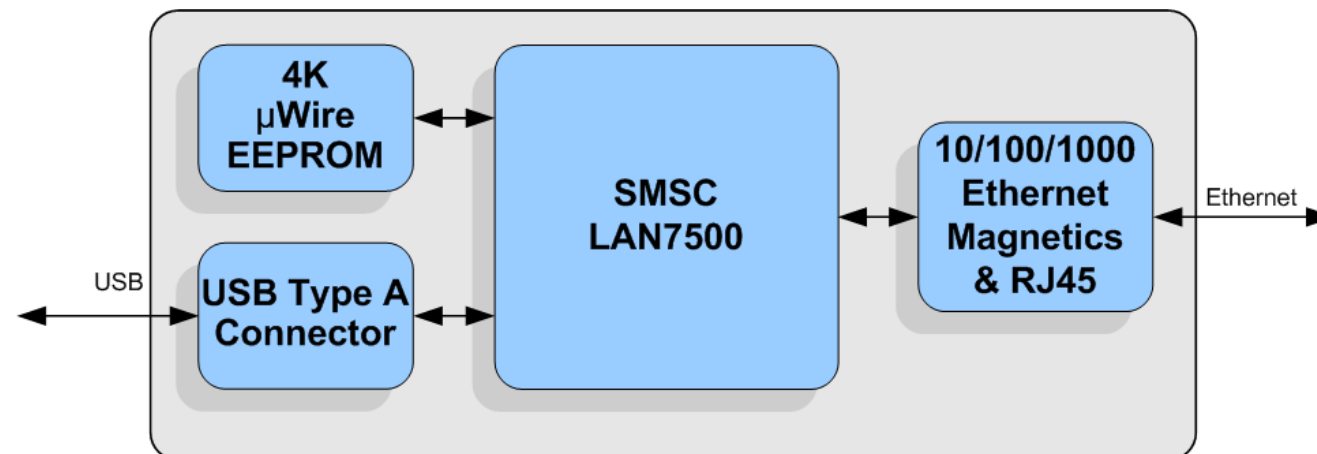 4K
µWire
EEPROM
USB
USB Type A
Connector
SMSC
LAN7500
10/100/1000
Ethernet
Magnetics
& RJ45
Ethernet